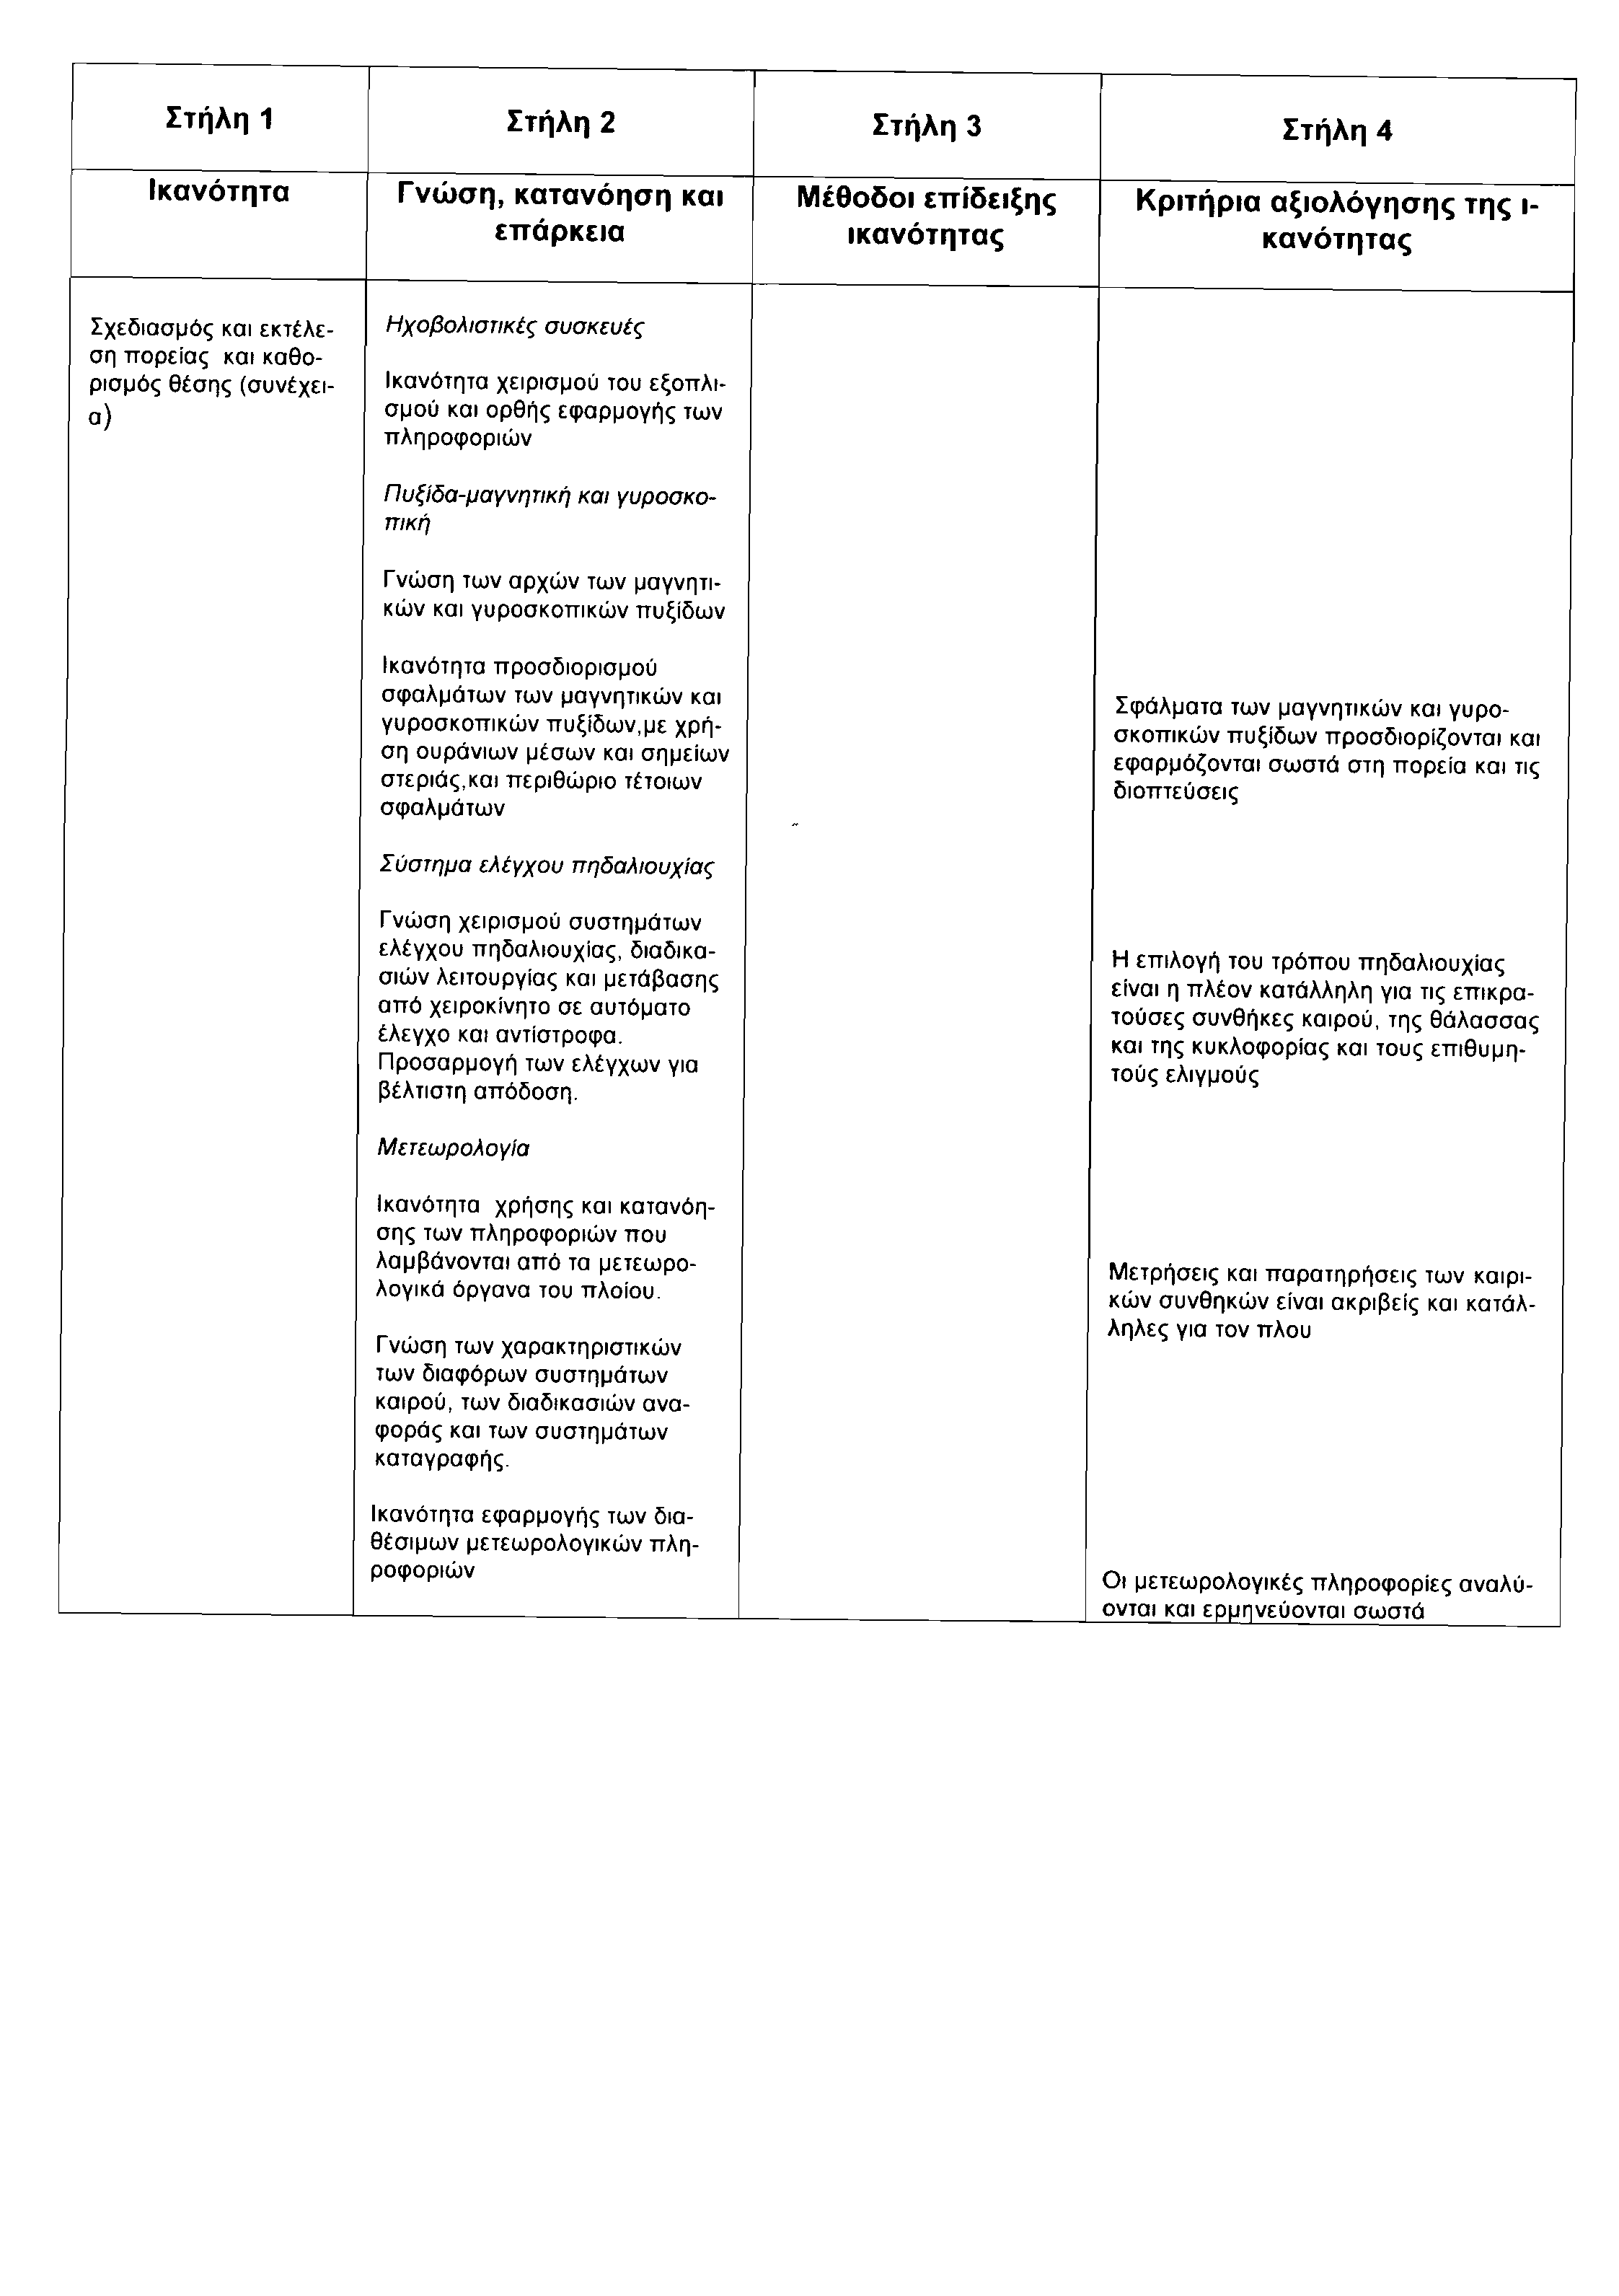 Στήλη 1
Στήλη 2
Στήλη 3
Στήλη 4
Ικανότητα
Γνώση, κατανόηση και
επάρκεια
Μέθοδοι επίδειξης
ικανότητας
Κριτήρια αξιολόγησης της ι-
κανότητας
Σχεδιασμός και εκτέλε-
ση πορείας και καθο-
ρισμός θέσης (συνέχει-
α)
Ηχοβολιστικές συσκευές
Ικανότητα χειρισμού του εξοπλι-
σμού και ορθής εφαρμογής των
πληροφοριών
Πυξίδα-μαγνητική και γυροσκο-
πική
Γνώση των αρχών των μαγνητι-
κών και γυροσκοπικών πυξίδων
Ικανότητα προσδιορισμού
σφαλμάτων των μαγνητικών και
γυροσκοπικών πυξίδων,με χρή-
ση ουράνιων μέσων και σημείων
στεριάς,και περιθώριο τέτοιων
σφαλμάτων
Σύστημα ελέγχου πηδαλιουχίας
Γνώση χειρισμού συστημάτων
ελέγχου πηδαλιουχίας, διαδικα-
σιών λειτουργίας και μετάβασης
από χειροκίνητο σε αυτόματο
έλεγχο και αντίστροφα.
Προσαρμογή των ελέγχων για
βέλτιστη απόδοση.
Μετεωρολογία
Ικανότητα χρήσης και κατανόη-
σης των πληροφοριών που
λαμβάνονται από τα μετεωρο-
λογικά όργανα του πλοίου.
Γνώση των χαρακτηριστικών
των διαφόρων συστημάτων
καιρού, των διαδικασιών ανα-
φοράς και των συστημάτων
καταγραφής.
Ικανότητα εφαρμογής των δια-
θέσιμων μετεωρολογικών πλη-
ροφοριών
Σφάλματα των μαγνητικών και γυρο-
σκοπικών πυξίδων προσδιορίζονται και
εφαρμόζονται σωστά στη πορεία και τις
διοπτεύσεις
Η επιλογή του τρόπου πηδαλιουχίας
είναι η πλέον κατάλληλη για τις επικρα-
τούσες συνθήκες καιρού, της θάλασσας
και της κυκλοφορίας και τους επιθυμη-
τούς ελιγμούς
Μετρήσεις και παρατηρήσεις των καιρι-
κών συνθηκών είναι ακριβείς και κατάλ-
ληλες για τον πλου
Οι μετεωρολογικές πληροφορίες αναλύ-
ονται και ερμηνεύονται σωστά